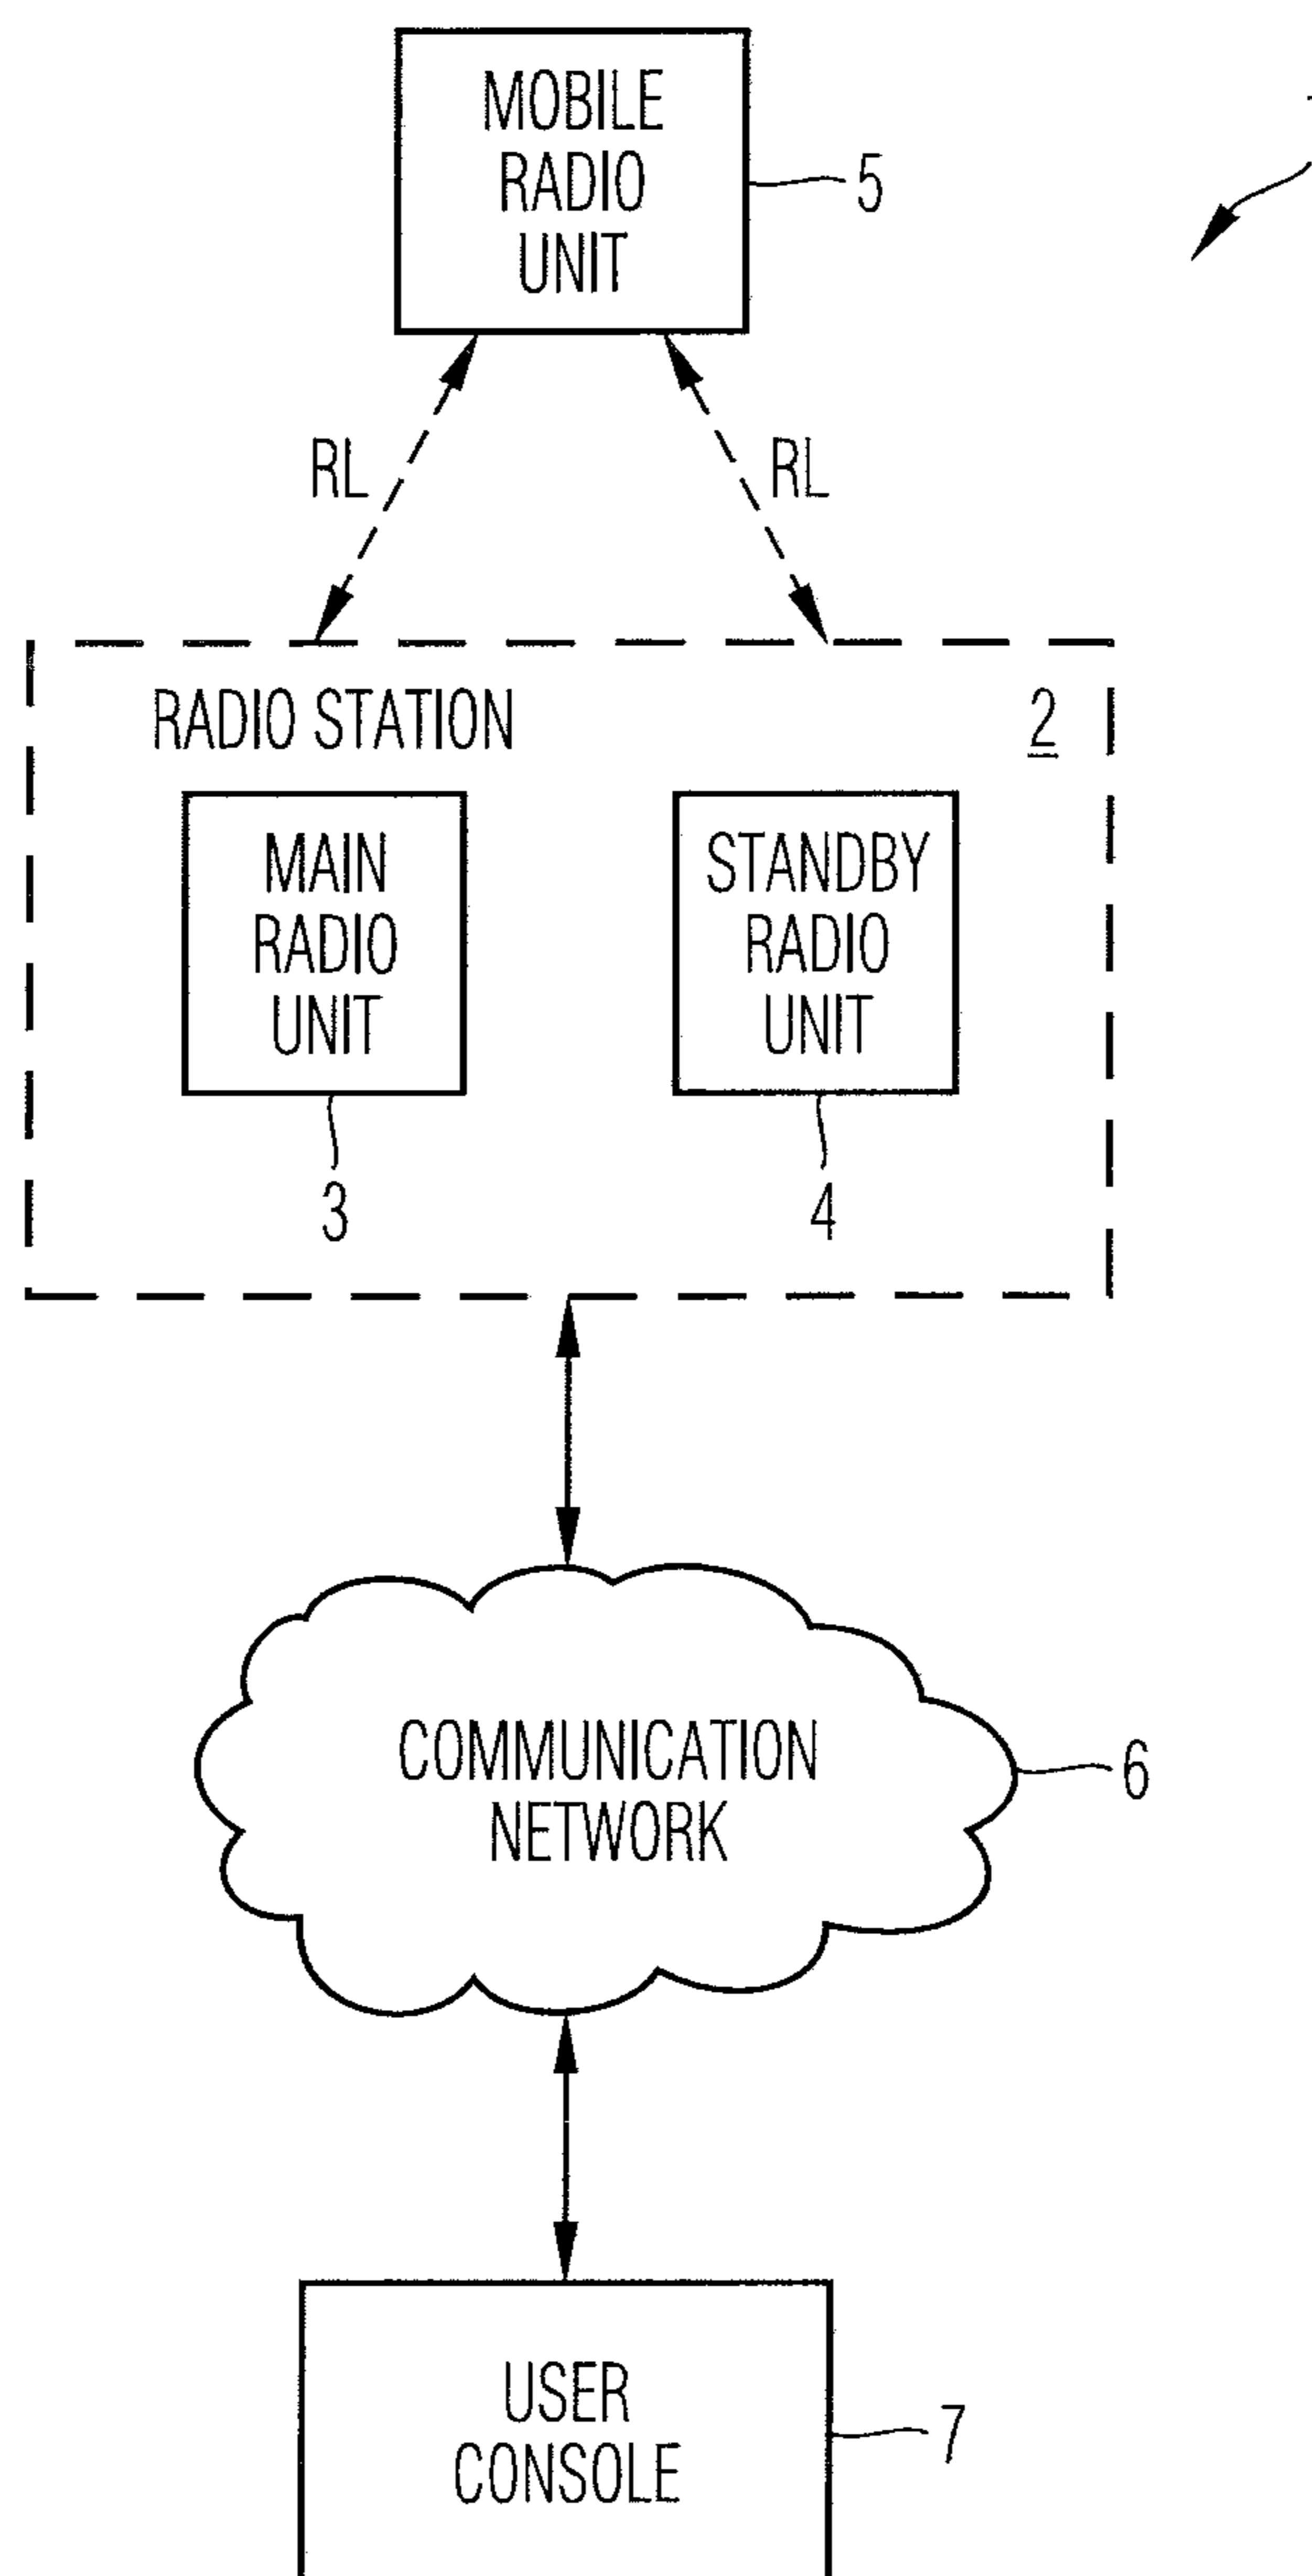 MOBILE
RADIO
UNIT
5
RL
RL
RADIO STATION
2
MAIN
RADIO
UNIT
STANDBY
RADIO
UNIT
3
4
COMMUNICATION
NETWORK
6
USER
CONSOLE
7